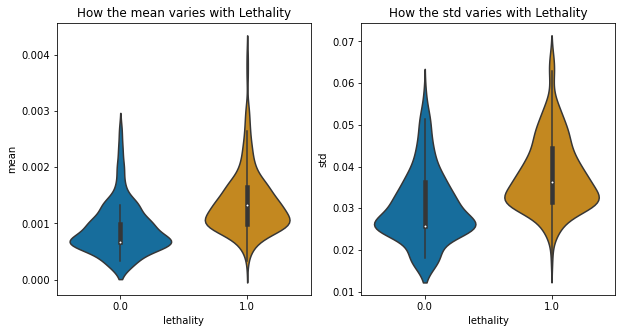 How the mean varies with Lethality
0.004
0.003
0.002
0.001
0.000
mean
0.0
1.0
lethality
How the std varies with Lethality
0.07
0.06
0.05
0.04
0.03
0.02
0.01
std
0.0
1.0
lethality